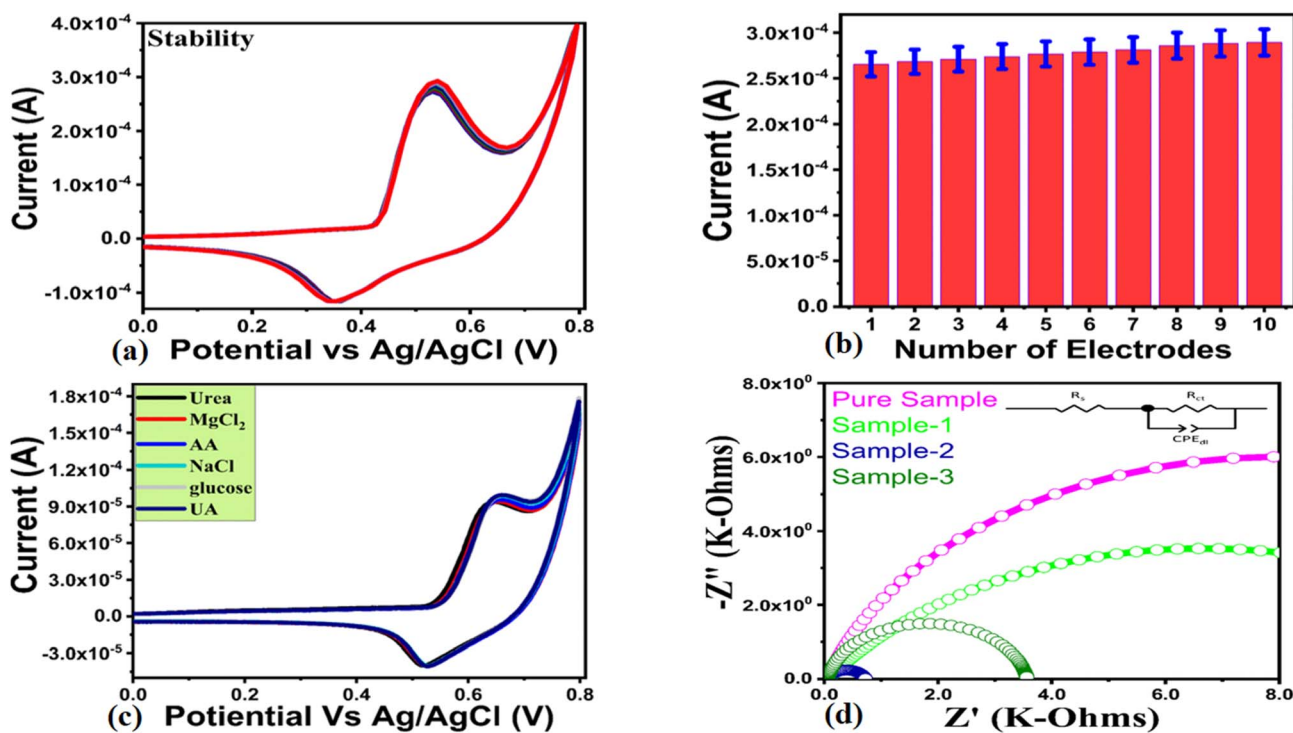 Stability
Current (A)
4.0x10⁻⁴
3.0x10⁻⁴
2.0x10⁻⁴
1.0x10⁻⁴
0.0
-1.0x10⁻⁴
0.0 0.2 0.4 0.6 0.8
(a) Potential vs Ag/AgCl (V)
Current (A)
3.0x10⁻⁴
2.5x10⁻⁴
2.0x10⁻⁴
1.5x10⁻⁴
1.0x10⁻⁴
5.0x10⁻⁵
0.0
1 2 3 4 5 6 7 8 9 10
(b) Number of Electrodes
Current (A)
1.8x10⁻⁴
1.4x10⁻⁴
1.2x10⁻⁴
9.0x10⁻⁵
6.0x10⁻⁵
3.0x10⁻⁵
0.0
-3.0x10⁻⁵
Urea
MgCl₂
AA
NaCl
glucose
UA
0.0 0.2 0.4 0.6 0.8
(c) Potiential Vs Ag/AgCl (V)
-Z'' (K-Ohms)
8.0x10⁰
6.0x10⁰
4.0x10⁰
2.0x10⁰
0.0
Pure Sample
Sample-1
Sample-2
Sample-3
Rs Rct
CPEdl
0.0 2.0 4.0 6.0 8.0
(d) Z' (K-Ohms)